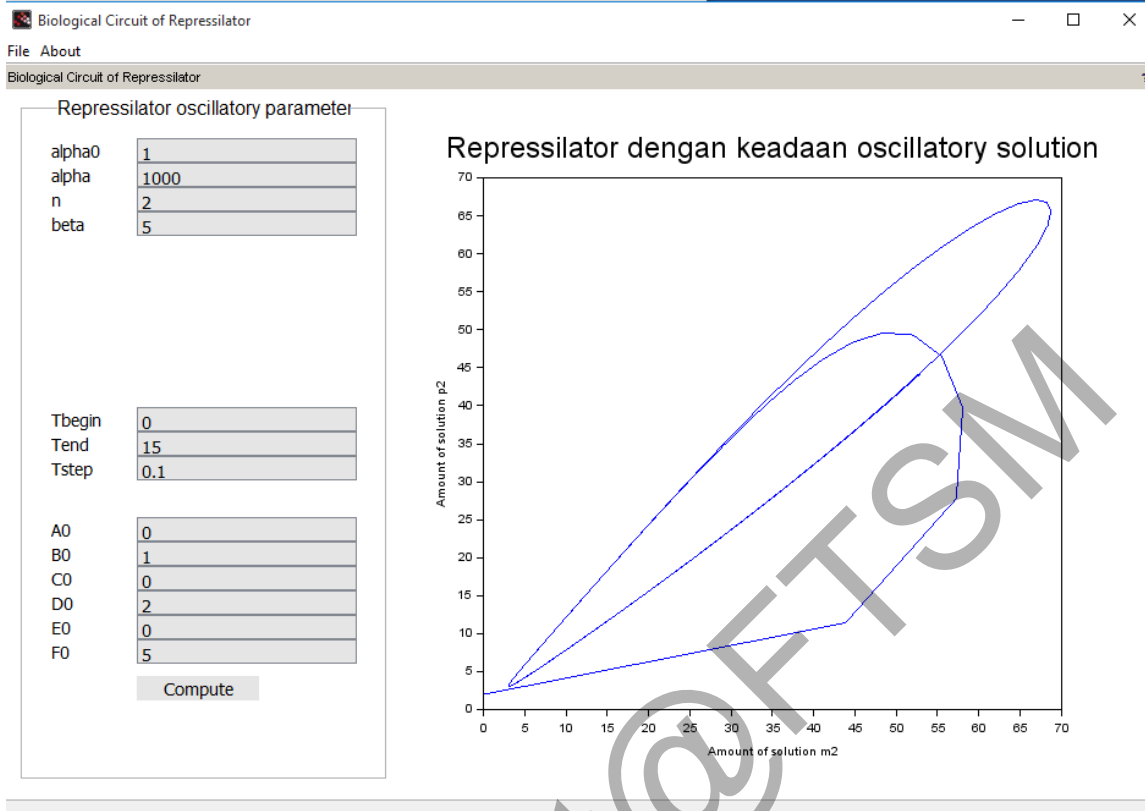 Biological Circuit of Repressilator
File About
Biological Circuit of Repressilator
Repressilator oscillatory parameter
alpha0 1
alpha 1000
n 2
beta 5
Tbegin 0
Tend 15
Tstep 0.1
A0 0
B0 1
C0 0
D0 2
E0 0
F0 5
Compute
Repressilator dengan keadaan oscillatory solution
70
65
60
55
50
45
40
35
30
25
20
15
10
5
0
Amount of solution p2
0 5 10 15 20 25 30 35 40 45 50 55 60 65 70
Amount of solution m2
@FTSM